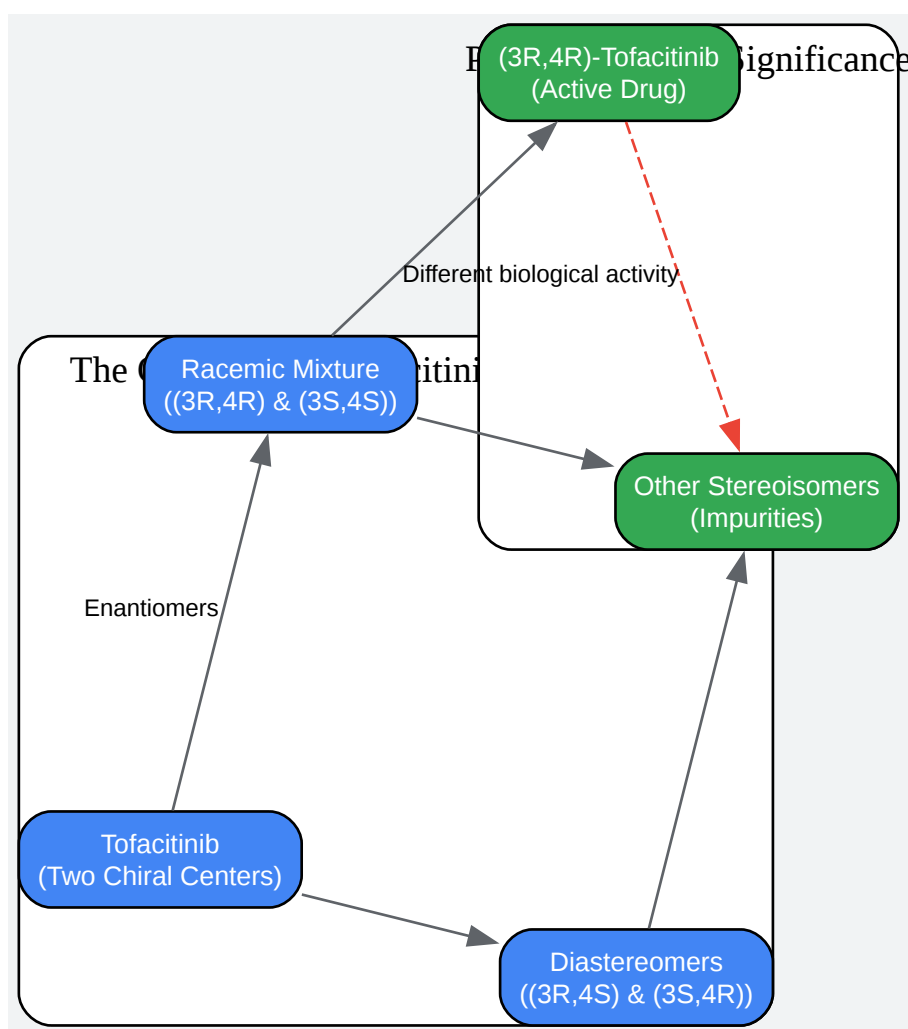 (3R,4R)-Tofacitinib
(Active Drug)
Significance
Different biological activity
The
Racemic Mixture
((3R,4R) & (3S,4S))
Other Stereoisomers
(Impurities)
Enantiomers
Tofacitinib
(Two Chiral Centers)
Diastereomers
((3R,4S) & (3S,4R))